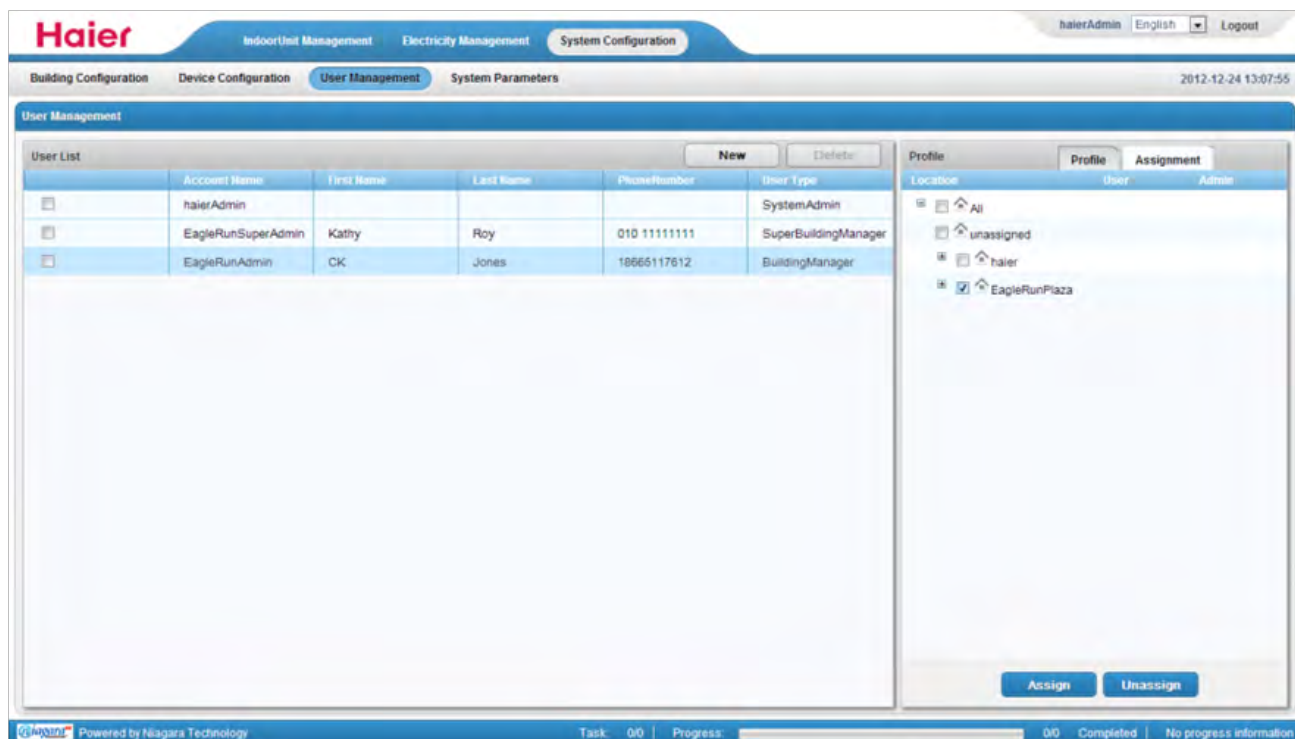 Haier
IndoorUnit Management Electricity Management System Configuration
haierAdmin English Logout
Building Configuration Device Configuration User Management System Parameters 2012-12-24 13:07:55
User Management
User List New Delete Profile Profile Assignment
Account Name First Name Last Name PhoneNumber User Type Location User Admin
haierAdmin SystemAdmin All
EagleRunSuperAdmin Kathy Roy 010 11111111 SuperBuildingManager unassigned
EagleRunAdmin CK Jones 18665117612 BuildingManager haier
EagleRunPlaza
Assign Unassign
Niagara Powered by Niagara Technology Task: 0/0 Progress: 0/0 Completed No progress information